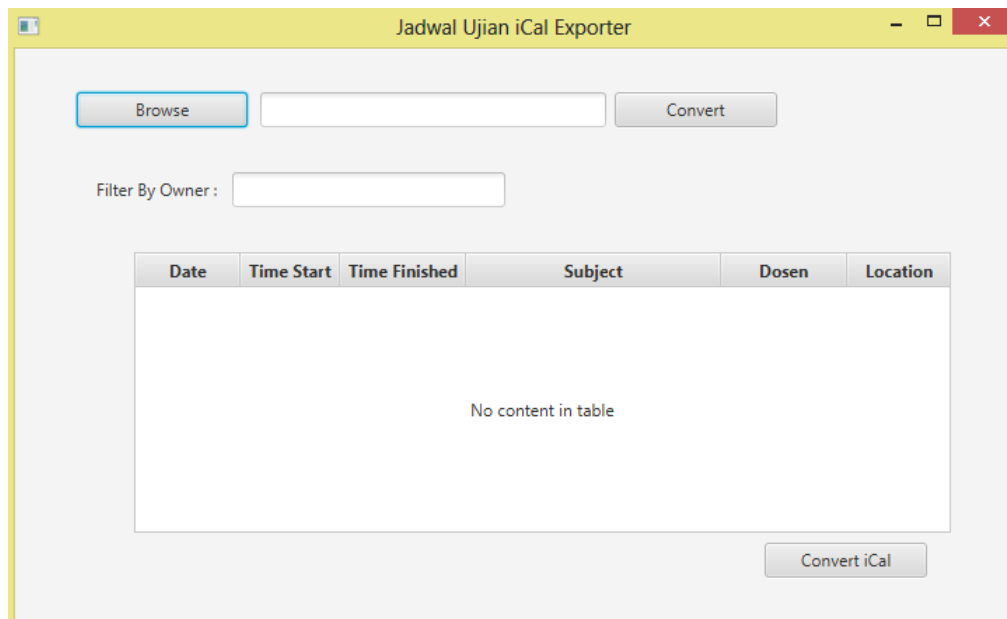 Jadwal Ujian iCal Exporter
Browse Convert
Filter By Owner :
Date Time Start Time Finished Subject Dosen Location
No content in table
Convert iCal